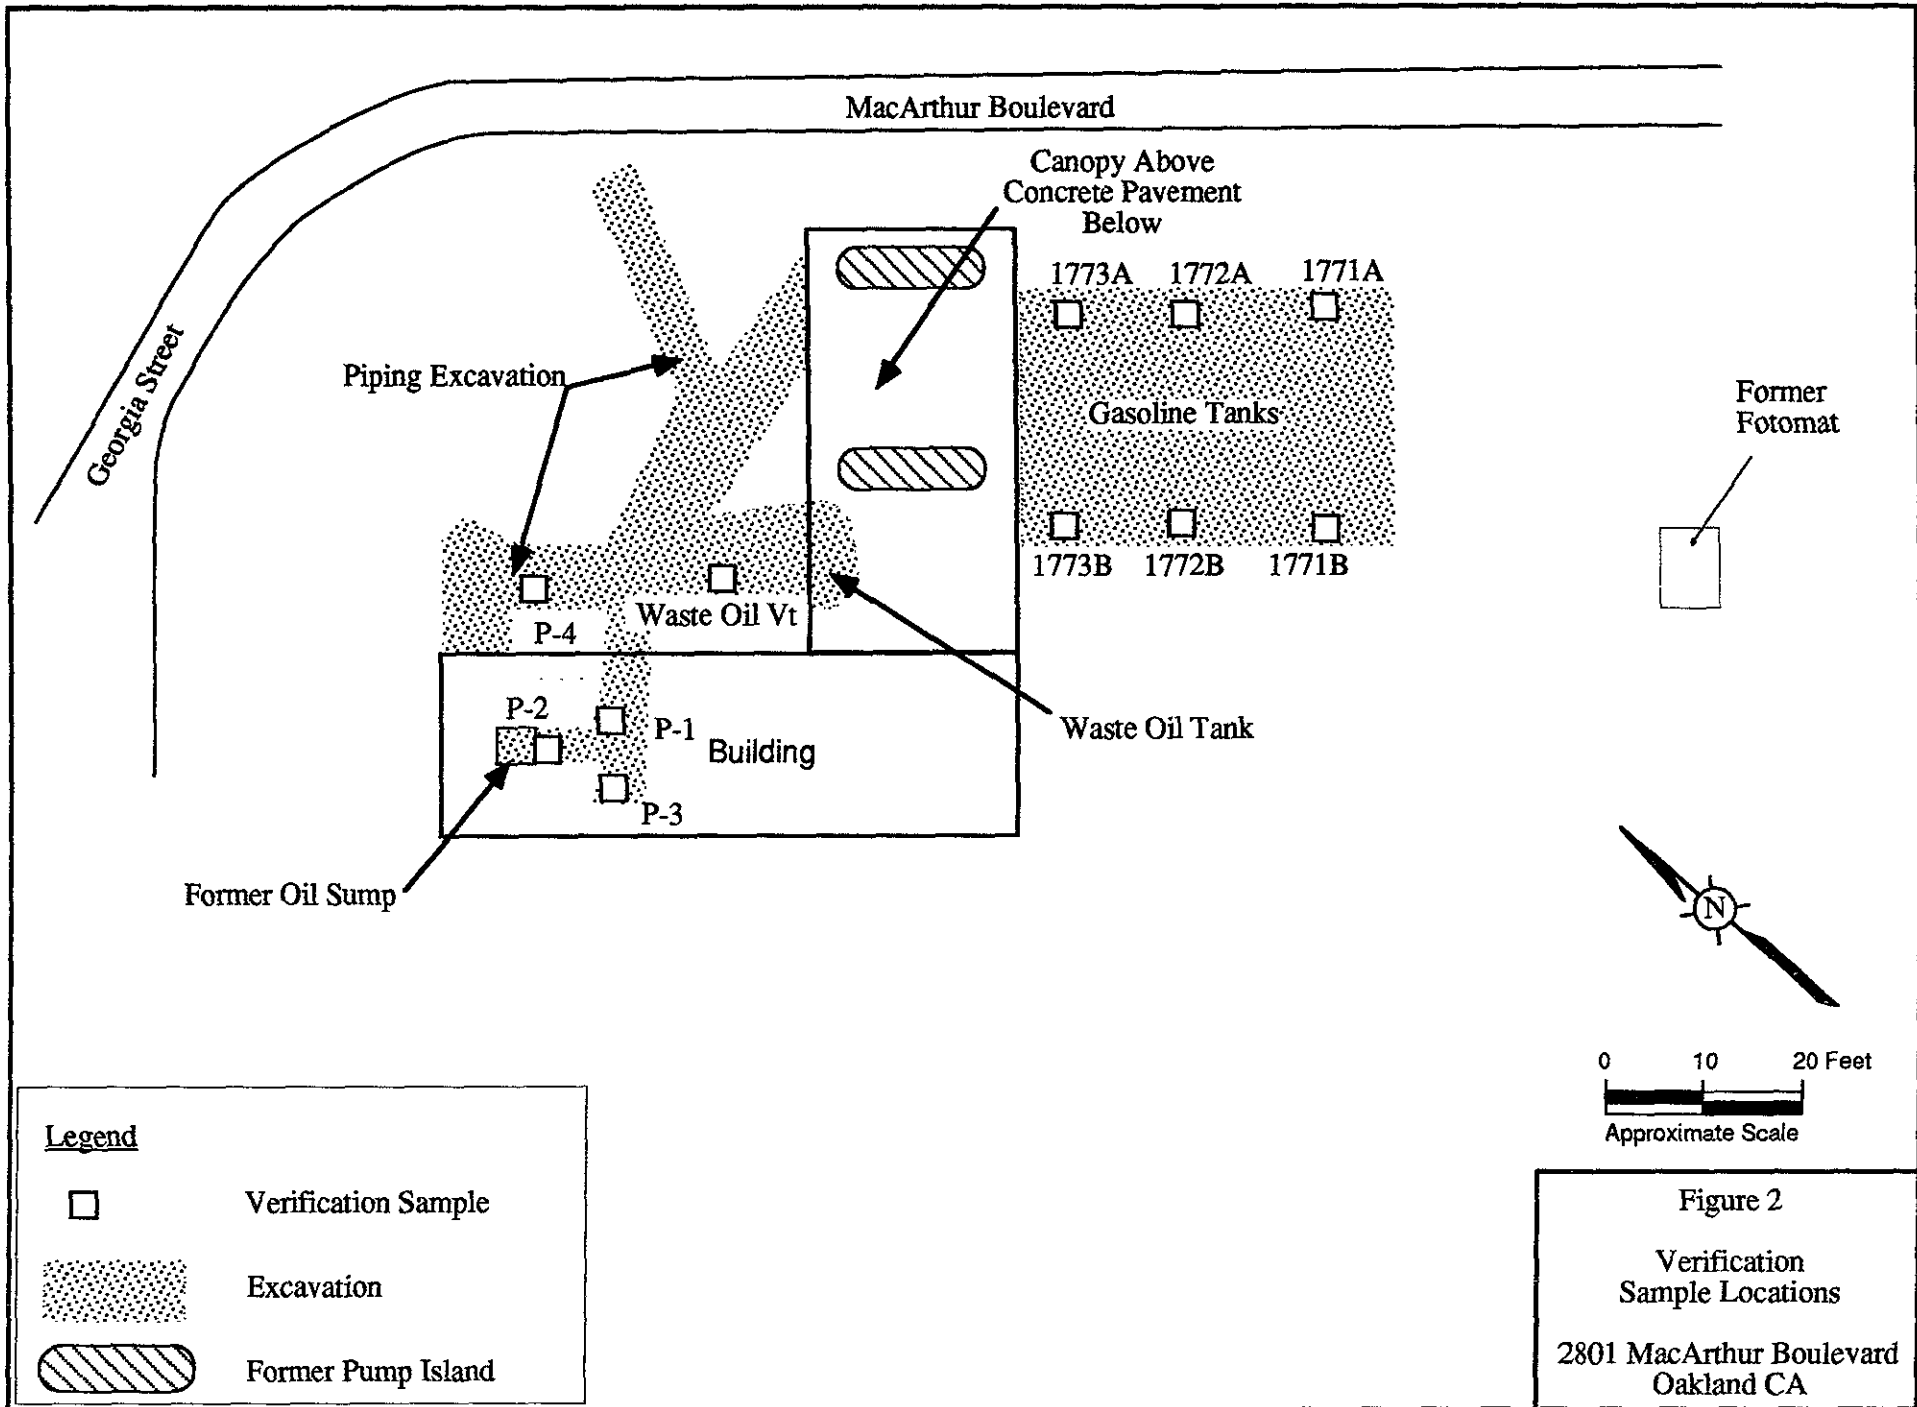 MacArthur Boulevard
Canopy Above
Concrete Pavement
Below
1773A
1772A
1771A
Georgia Street
Piping Excavation
Gasoline Tanks
Former
Fotomat
1773B
1772B
1771B
Waste Oil Vt
P-4
P-2
P-1
Building
Waste Oil Tank
P-3
Former Oil Sump
N
0 10 20 Feet
Approximate Scale
Legend
Verification Sample
Excavation
Former Pump Island
Figure 2
Verification
Sample Locations
2801 MacArthur Boulevard
Oakland CA